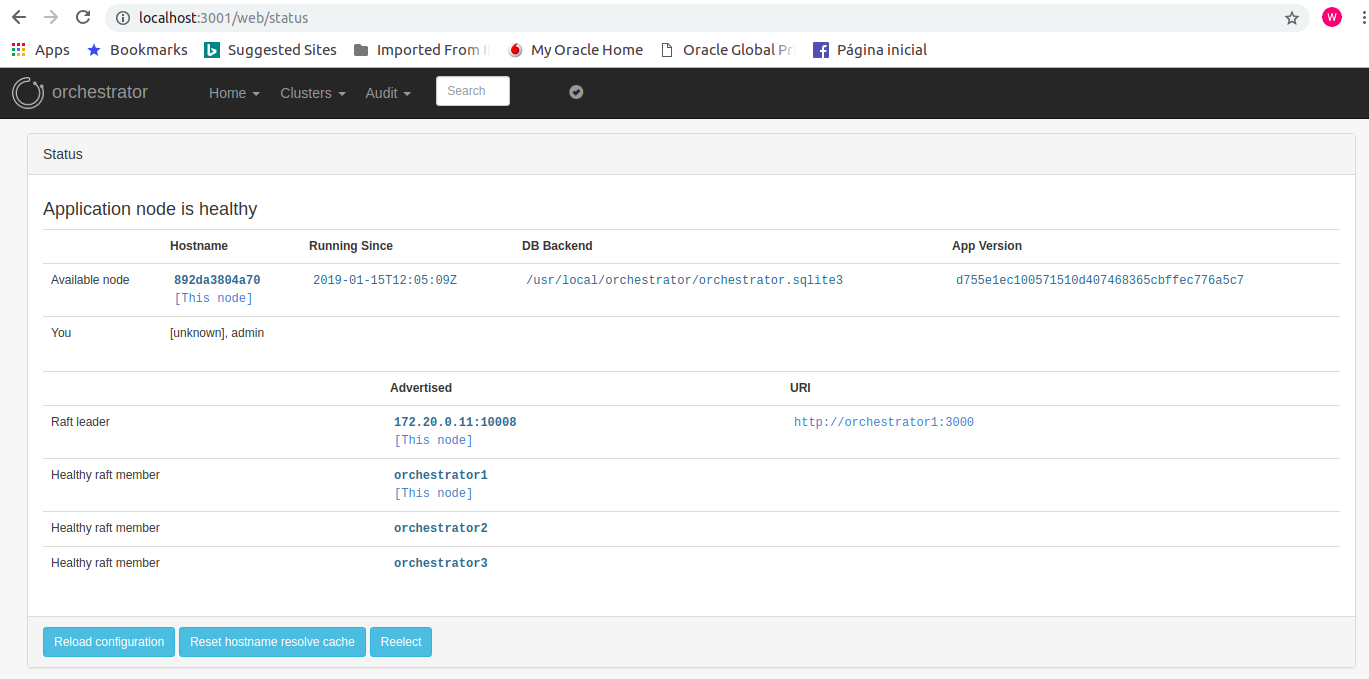 localhost:3001/web/status
W
Apps Bookmarks Suggested Sites Imported From My Oracle Home Oracle Global Página inicial
orchestrator Home Clusters Audit Search
Status
Application node is healthy
Hostname Running Since DB Backend App Version
Available node 892da3804a70 2019-01-15T12:05:09Z /usr/local/orchestrator/orchestrator.sqlite3 d755e1ec100571510d407468365cbffec776a5c7
[This node]
You [unknown], admin
Advertised URI
Raft leader 172.20.0.11:10008 http://orchestrator1:3000
[This node]
Healthy raft member orchestrator1
[This node]
Healthy raft member orchestrator2
Healthy raft member orchestrator3
Reload configuration Reset hostname resolve cache Reelect